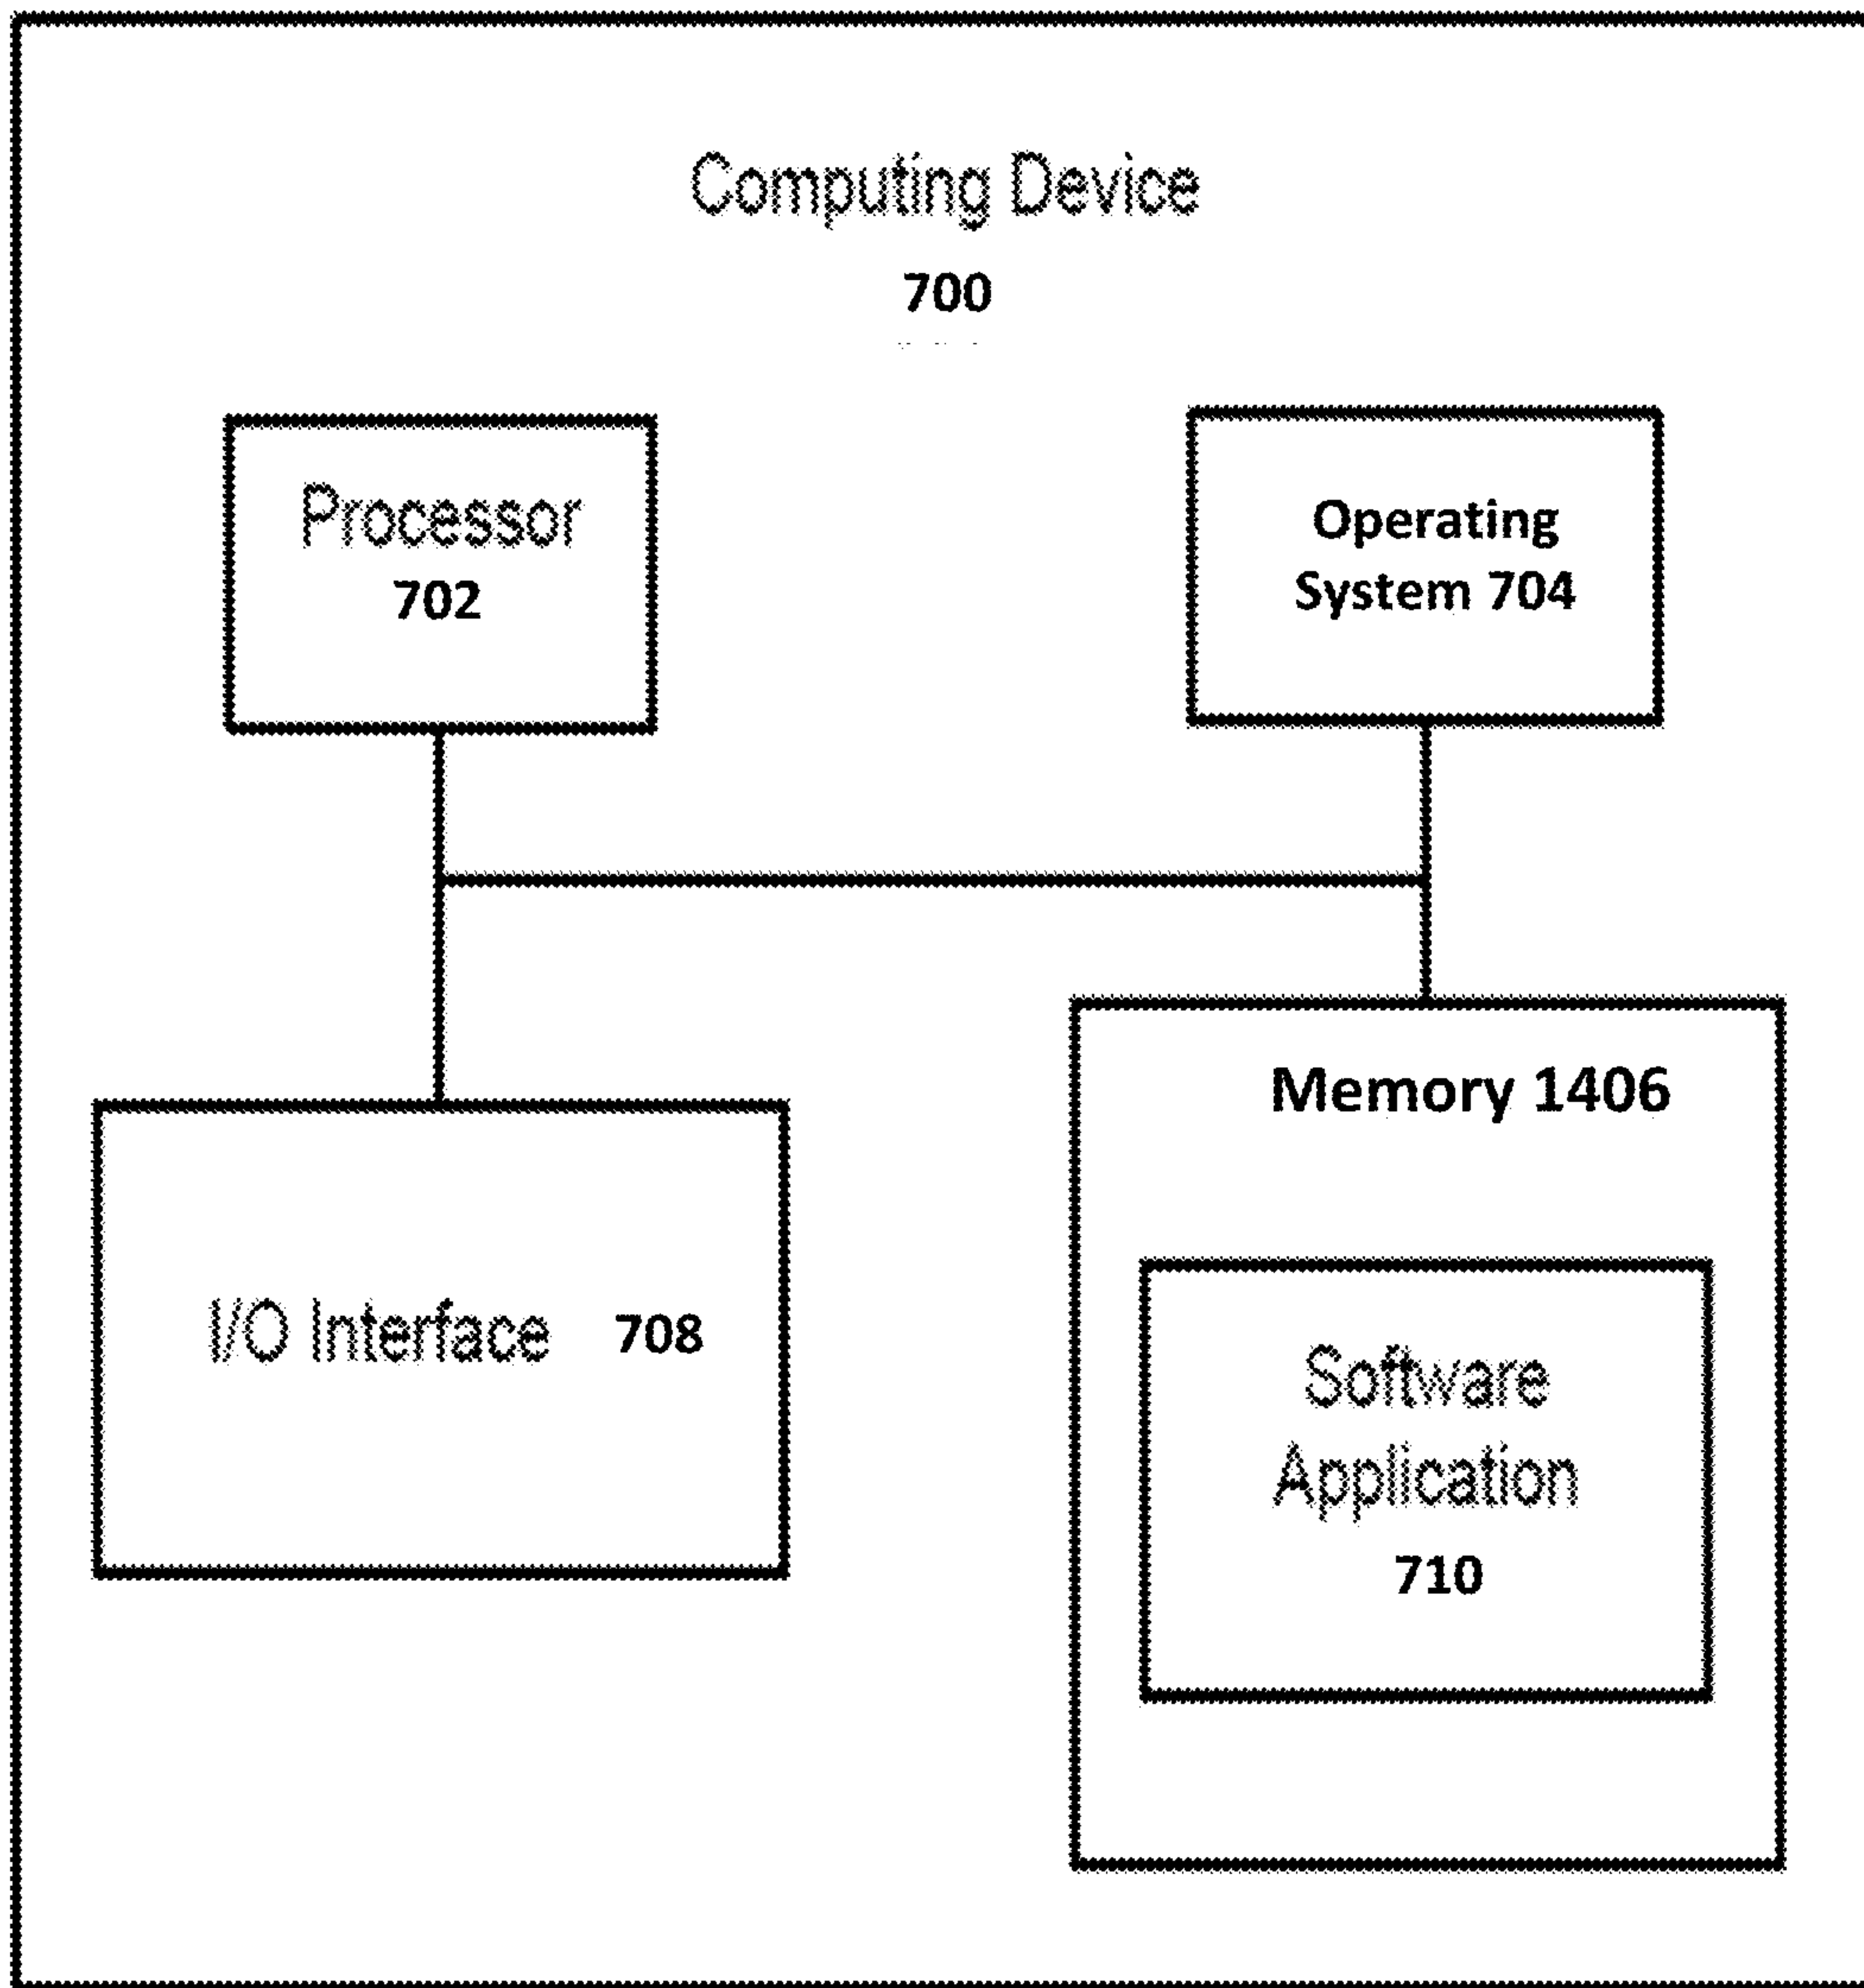 Computing Device
700
Processor
702
Operating
System 704
I/O Interface 708
Memory 1406
Software
Application
710